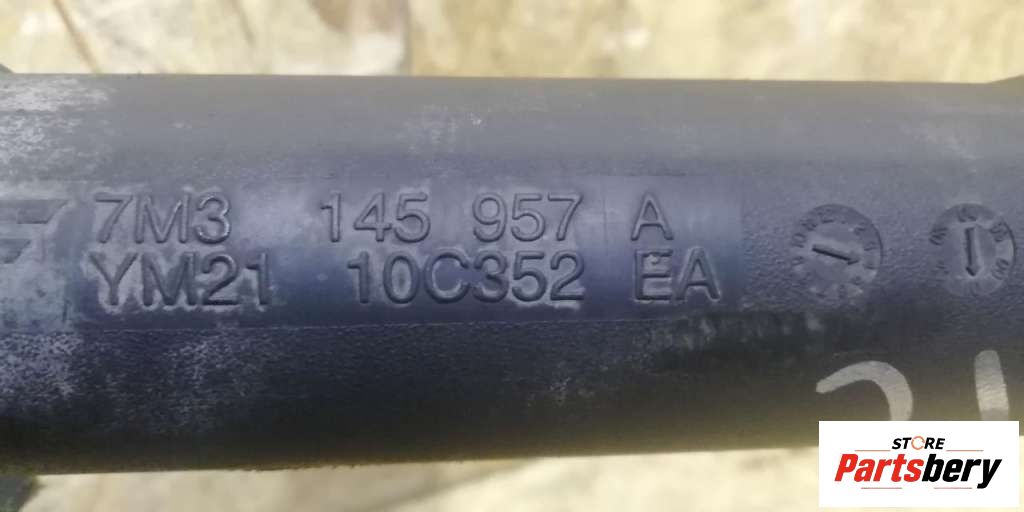 7M3 145 957 A
YM21 10C352 EA
STORE
Partsbery